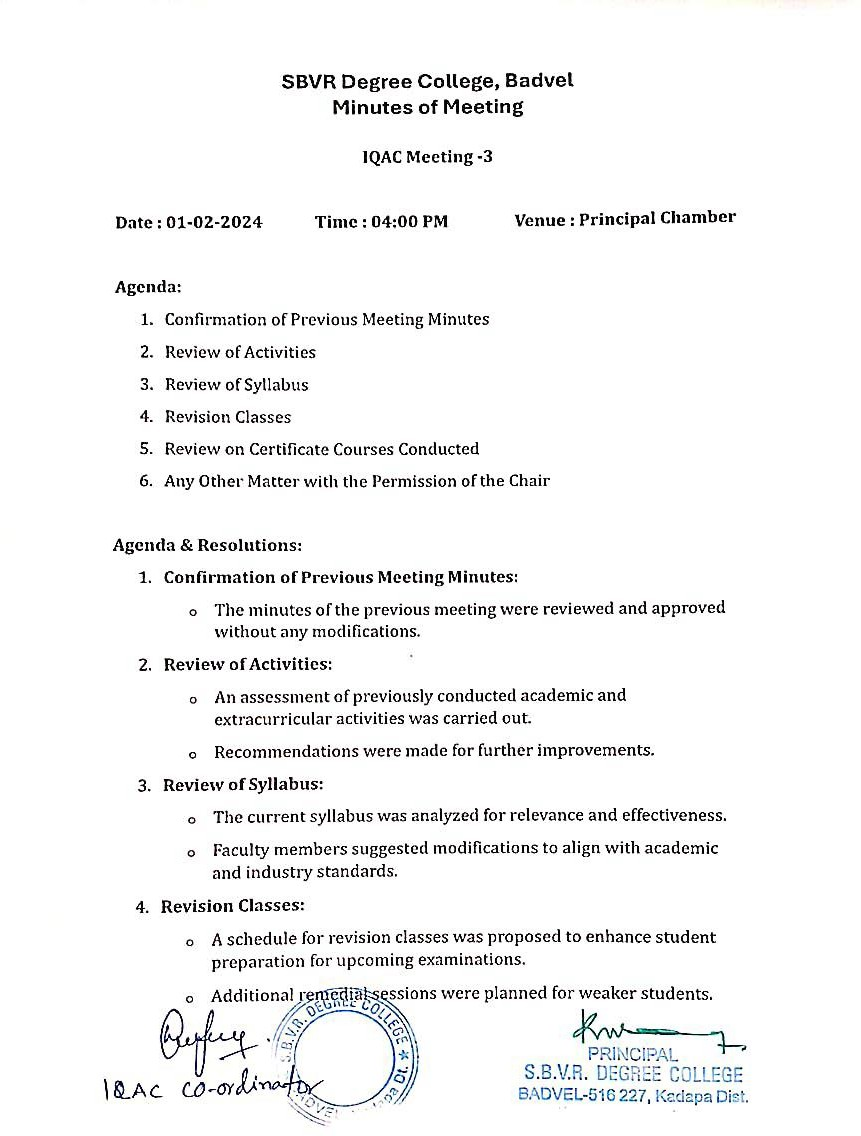 SBVR Degree College, Badvel
Minutes of Meeting
IQAC Meeting -3
Date : 01-02-2024 Time : 04:00 PM Venue : Principal Chamber
Agenda:
1. Confirmation of Previous Meeting Minutes
2. Review of Activities
3. Review of Syllabus
4. Revision Classes
5. Review on Certificate Courses Conducted
6. Any Other Matter with the Permission of the Chair
Agenda & Resolutions:
1. Confirmation of Previous Meeting Minutes:
o The minutes of the previous meeting were reviewed and approved
without any modifications.
2. Review of Activities:
o An assessment of previously conducted academic and
extracurricular activities was carried out.
o Recommendations were made for further improvements.
3. Review of Syllabus:
o The current syllabus was analyzed for relevance and effectiveness.
o Faculty members suggested modifications to align with academic
and industry standards.
4. Revision Classes:
o A schedule for revision classes was proposed to enhance student
preparation for upcoming examinations.
o Additional remedial sessions were planned for weaker students.
IQAC CO-ordinator
S.B.V.R. DEGREE COLLEGE ★
BADVEL Dt.
PRINCIPAL
S.B.V.R. DEGREE COLLEGE
BADVEL-516 227, Kadapa Dist.